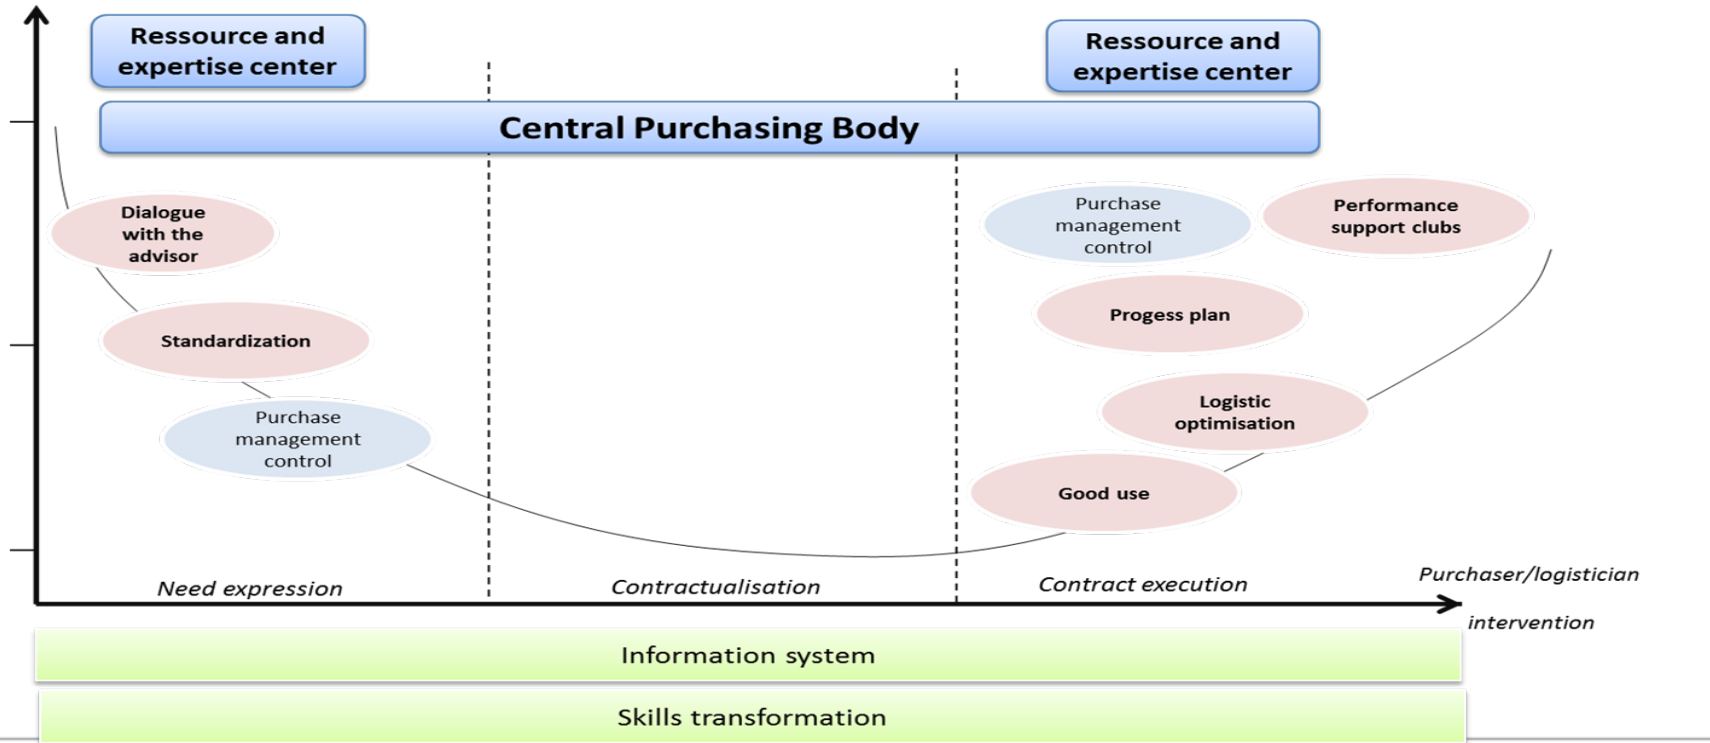 Ressource and
expertise center
Ressource and
expertise center
Central Purchasing Body
Dialogue
with the
advisor
Standardization
Purchase
management
control
Purchase
management
control
Performance
support clubs
Progess plan
Logistic
optimisation
Good use
Need expression
Contractualisation
Contract execution
Purchaser/logistician
intervention
Information system
Skills transformation